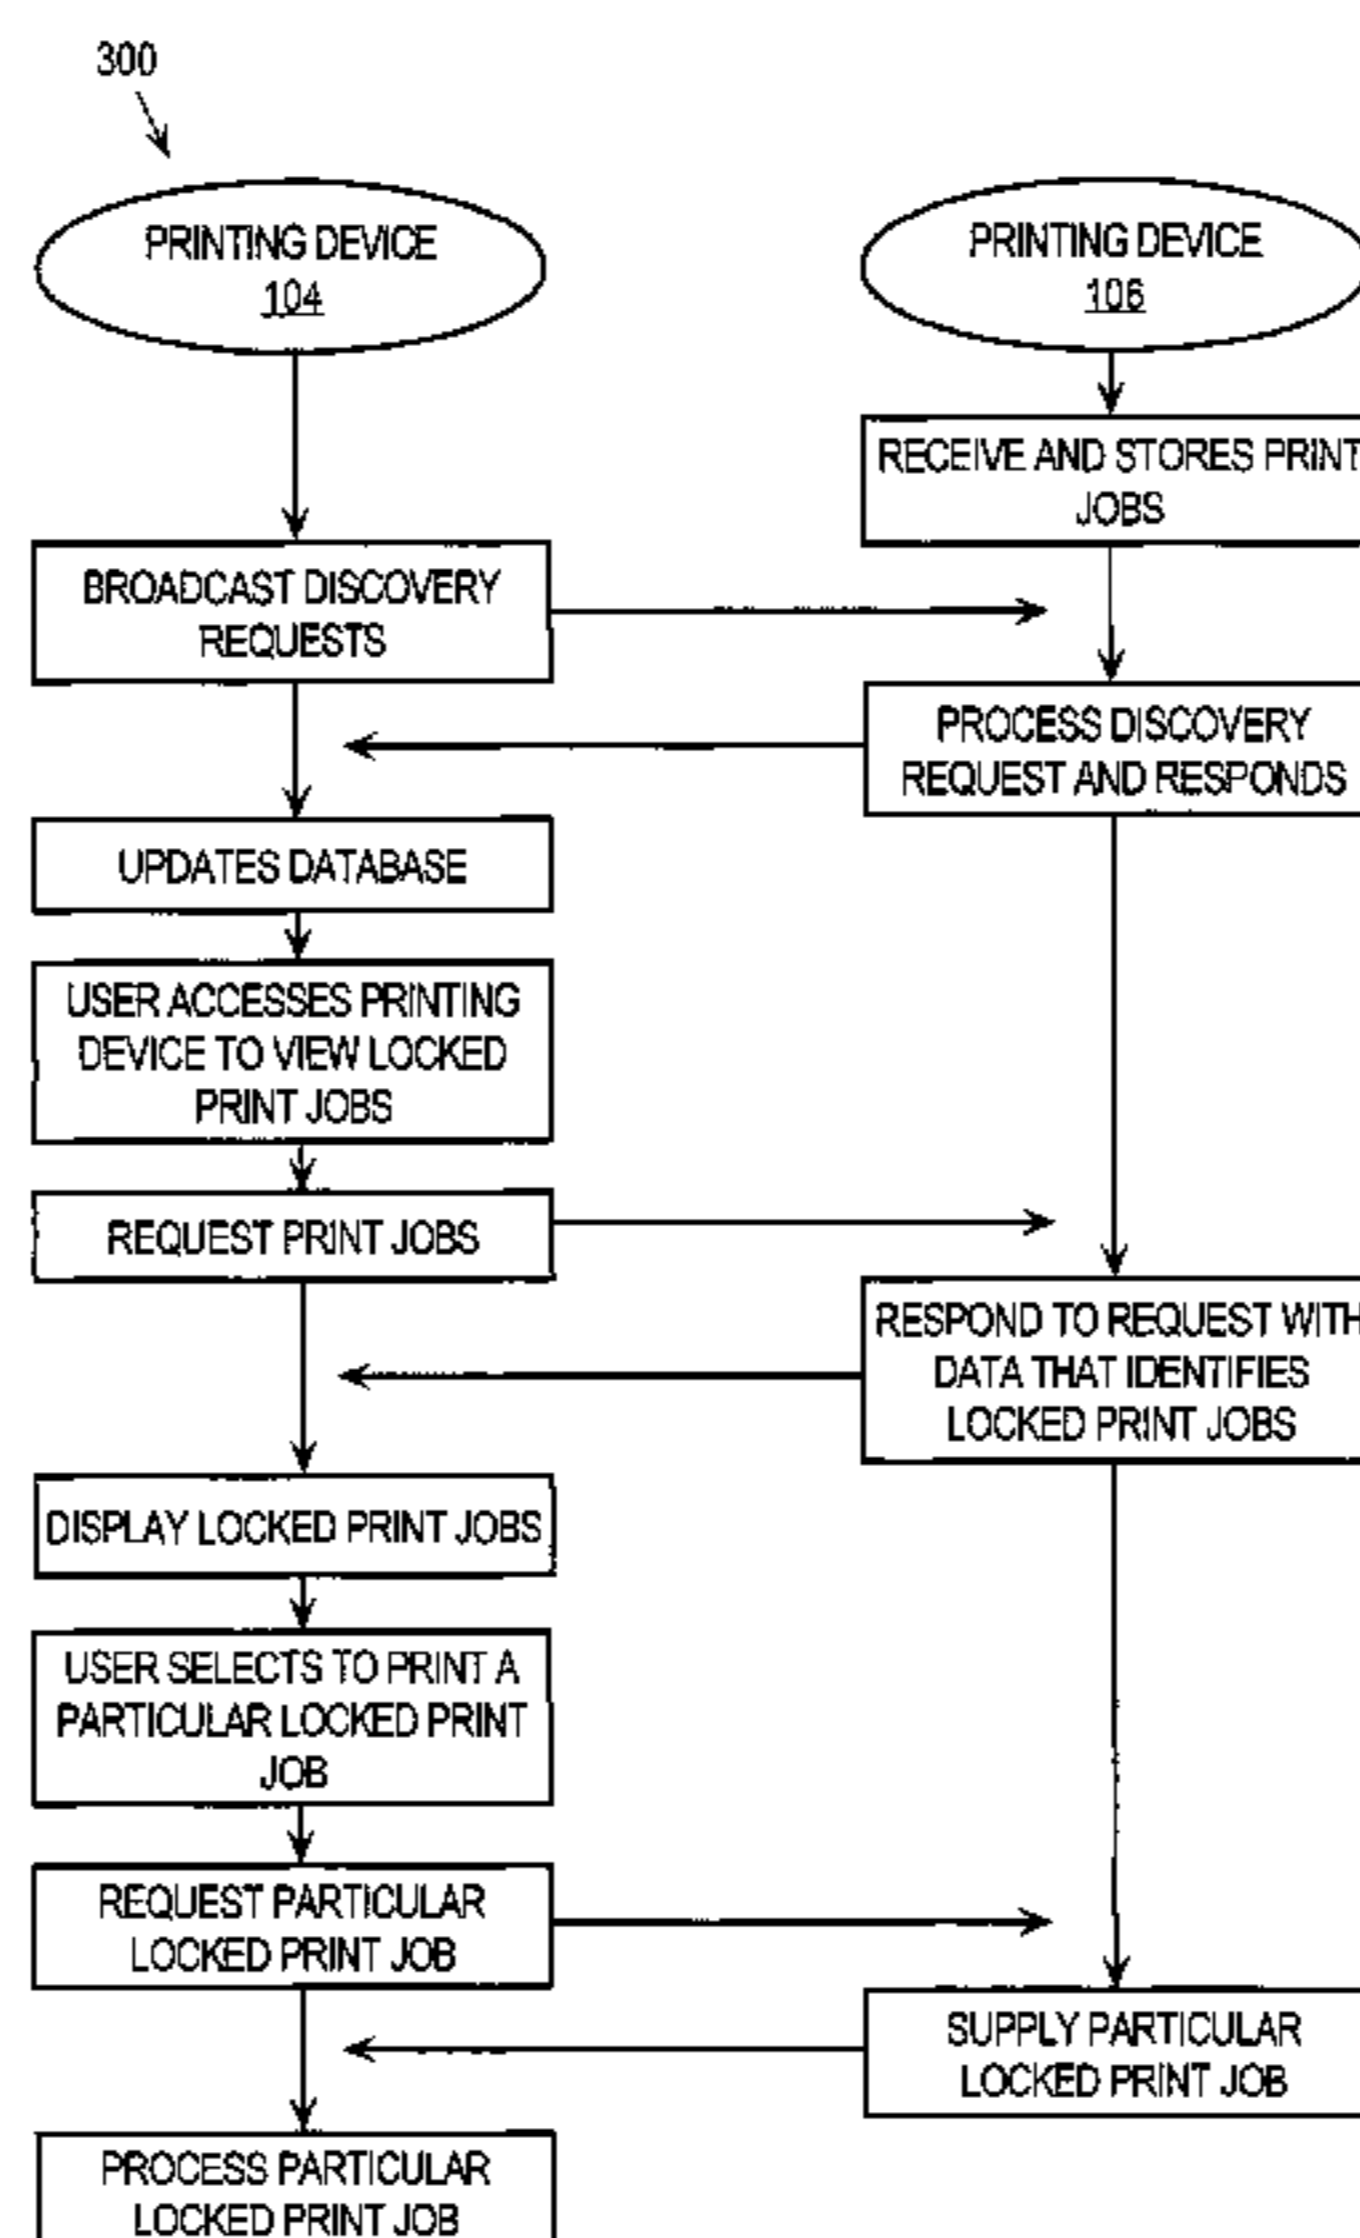 300
PRINTING DEVICE
104
BROADCAST DISCOVERY
REQUESTS
UPDATES DATABASE
USER ACCESSES PRINTING
DEVICE TO VIEW LOCKED
PRINT JOBS
REQUEST PRINT JOBS
DISPLAY LOCKED PRINT JOBS
USER SELECTS TO PRINT A
PARTICULAR LOCKED PRINT
JOB
REQUEST PARTICULAR
LOCKED PRINT JOB
PROCESS PARTICULAR
LOCKED PRINT JOB
PRINTING DEVICE
106
RECEIVE AND STORES PRINT
JOBS
PROCESS DISCOVERY
REQUEST AND RESPONDS
RESPOND TO REQUEST WITH
DATA THAT IDENTIFIES
LOCKED PRINT JOBS
SUPPLY PARTICULAR
LOCKED PRINT JOB